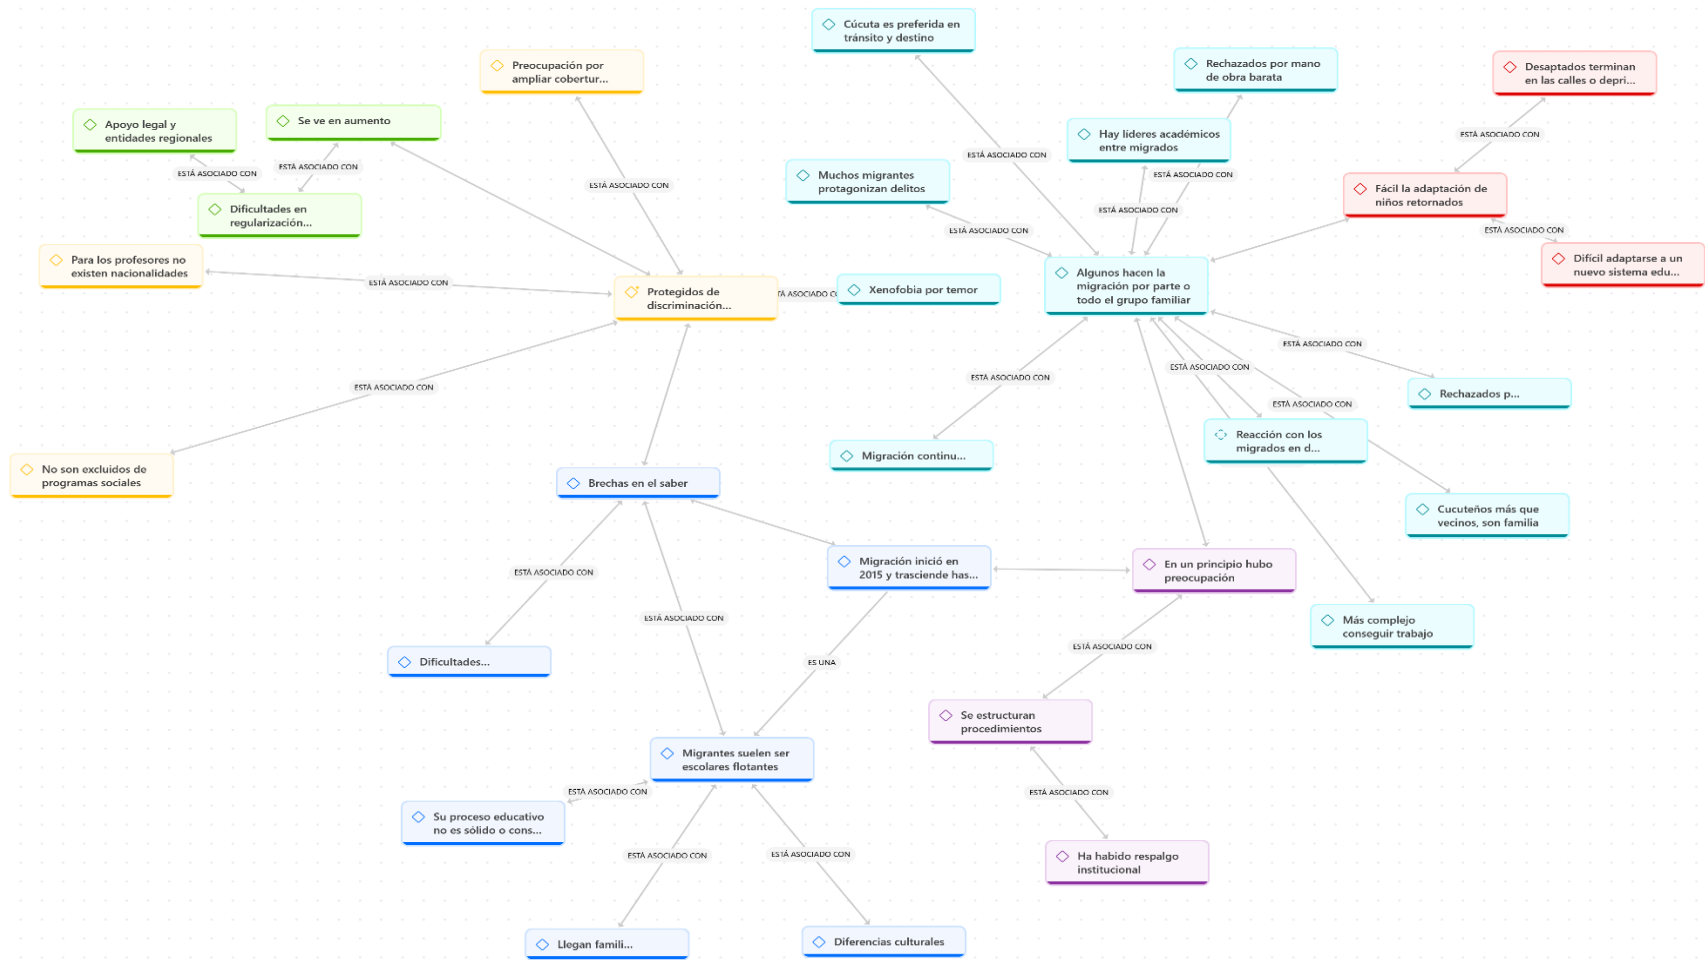 Cúcuta es preferida en
tránsito y destino
Preocupación por
ampliar cobertur...
Rechazados por mano
de obra barata
Desaptados terminan
en las calles o depri...
Apoyo legal y
entidades regionales
Se ve en aumento
Hay líderes académicos
entre migrados
ESTÁ ASOCIADO CON
ESTÁ ASOCIADO CON
ESTÁ ASOCIADO CON
ESTÁ ASOCIADO CON
ESTÁ ASOCIADO CON
ESTÁ ASOCIADO CON
Muchos migrantes
protagonizan delitos
ESTÁ ASOCIADO CON
Fácil la adaptación de
niños retornados
Dificultades en
regularización...
ESTÁ ASOCIADO CON
ESTÁ ASOCIADO CON
ESTÁ ASOCIADO CON
Para los profesores no
existen nacionalidades
Difícil adaptarse a un
nuevo sistema edu...
ESTÁ ASOCIADO CON
Protegidos de
discriminación...
TÁ ASOCIADO CO
Xenofobia por temor
Algunos hacen la
migración por parte o
todo el grupo familiar
ESTÁ ASOCIADO CON
ESTÁ ASOCIADO CON
ESTÁ ASOCIADO CON
ESTÁ ASOCIADO CON
Rechazados p...
ESTÁ ASOCIADO CON
Reacción con los
migrados en d...
Migración continu...
No son excluidos de
programas sociales
Brechas en el saber
Cucuteños más que
vecinos, son familia
ESTÁ ASOCIADO CON
Migración inició en
2015 y trasciende has...
En un principio hubo
preocupación
ESTÁ ASOCIADO CON
Más complejo
conseguir trabajo
ESTÁ ASOCIADO CON
Dificultades...
ES UNA
Se estructuran
procedimientos
Migrantes suelen ser
escolares flotantes
ESTÁ ASOCIADO CON
ESTÁ ASOCIADO CON
Su proceso educativo
no es sólido o cons...
ESTÁ ASOCIADO CON
ESTÁ ASOCIADO CON
Ha habido respalgo
institucional
Llegan famili...
Diferencias culturales